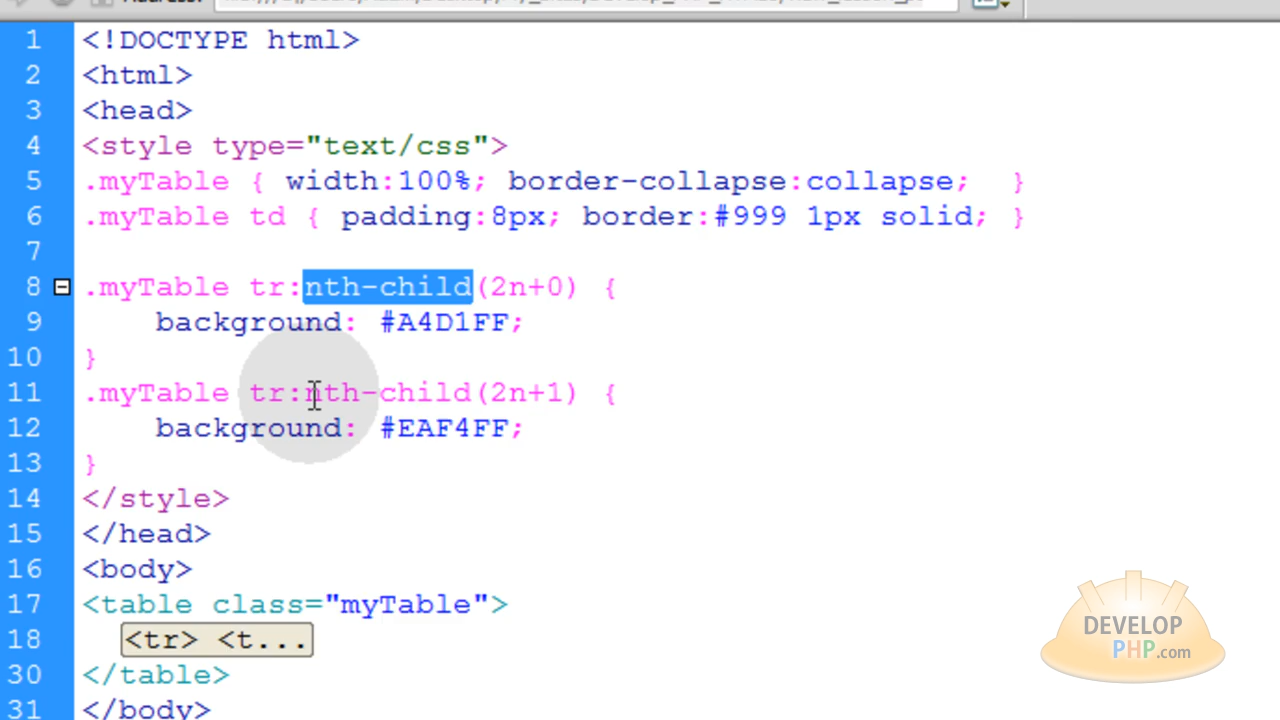 1 <!DOCTYPE html>
2 <html>
3 <head>
4 <style type="text/css">
5 .myTable { width:100%; border-collapse:collapse;  }
6 .myTable td { padding:8px; border:#999 1px solid; }
7
8 .myTable tr:nth-child(2n+0) {
9     background: #A4D1FF;
10 }
11 .myTable tr:nth-child(2n+1) {
12     background: #EAF4FF;
13 }
14 </style>
15 </head>
16 <body>
17 <table class="myTable">
18   <tr> <t...
30 </table>
31 </body>
DEVELOP
PHP.com